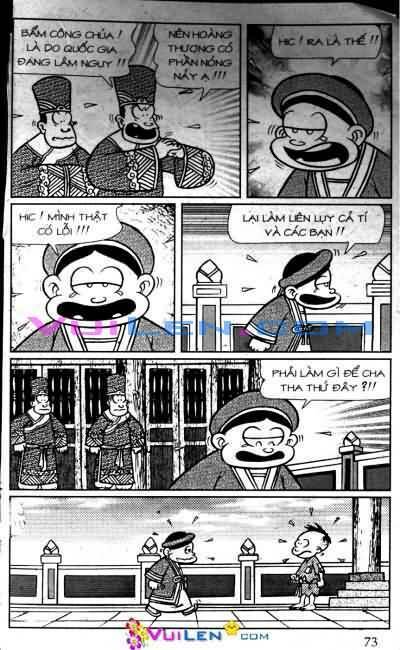 BẨM CÔNG CHÚA!
LÀ DO QUỐC GIA
ĐANG LÂM NGUY!!
NÊN HOÀNG
THƯỢNG CÓ
PHẦN NÓNG
NẢY Ạ!!!
HIC! RA LÀ THẾ!!
HIC! MÌNH THẬT
CÓ LỖI!!!
LẠI LÀM LIÊN LỤY CẢ TÍ
VÀ CÁC BẠN!!
VUILEN.COM
PHẢI LÀM GÌ ĐỂ CHA
THA THỨ ĐÂY?!!
VUILEN.COM
73